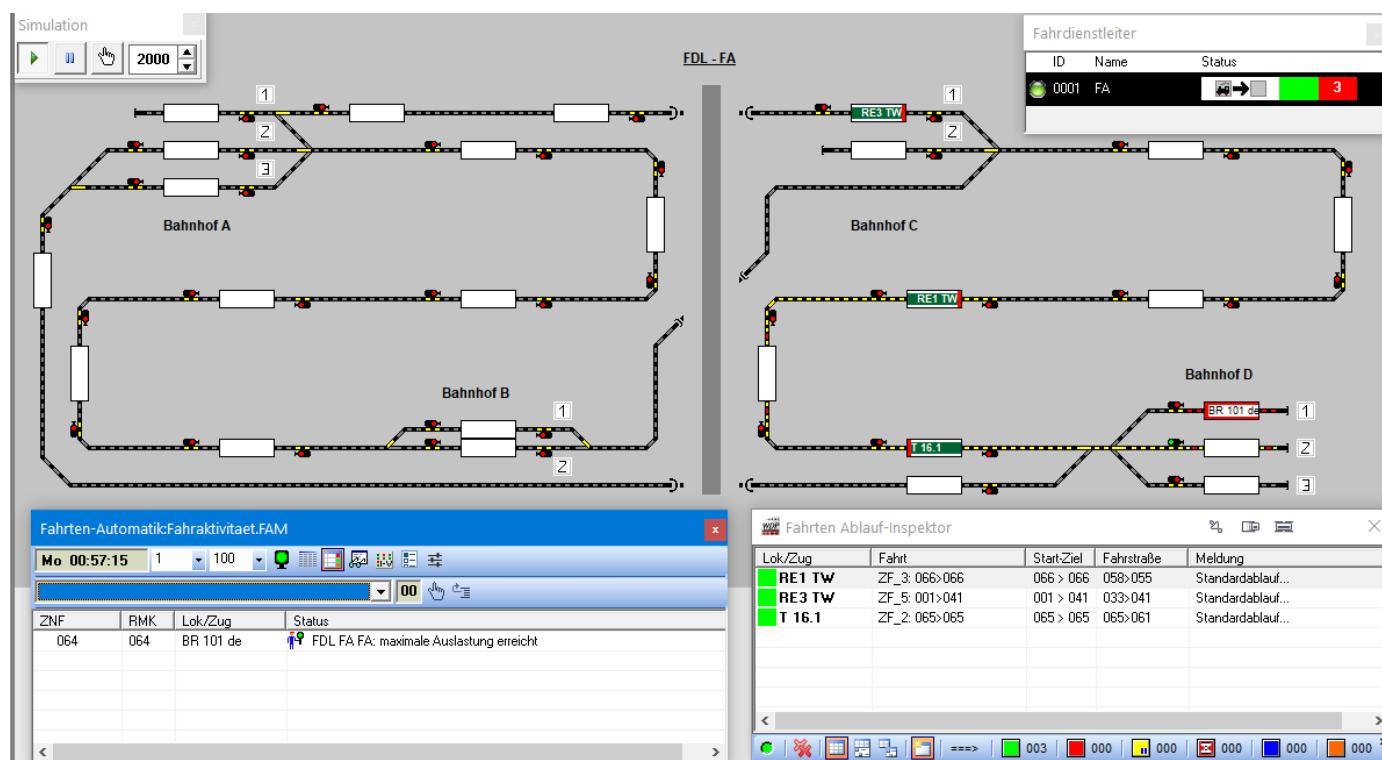 Simulation
2000
FDL - FA
Fahrdienstleiter
ID Name Status
0001 FA 3
1
2
3
Bahnhof A
RE3 TW
1
2
Bahnhof C
RE1 TW
Bahnhof B
1
2
Bahnhof D
BR 101 de 1
T 16.1 2
3
Fahrten-Automatik:Fahraktivitaet.FAM
Mo 00:57:15 1 100
00
ZNF RMK Lok/Zug Status
064 064 BR 101 de FDL FA FA: maximale Auslastung erreicht
Fahrten Ablauf-Inspektor
Lok/Zug Fahrt Start-Ziel Fahrstraße Meldung
RE1 TW ZF_3: 066>066 066 > 066 058>055 Standardablauf...
RE3 TW ZF_5: 001>041 001 > 041 033>041 Standardablauf...
T 16.1 ZF_2: 065>065 065 > 065 065>061 Standardablauf...
===> 003 000 000 000 000 000